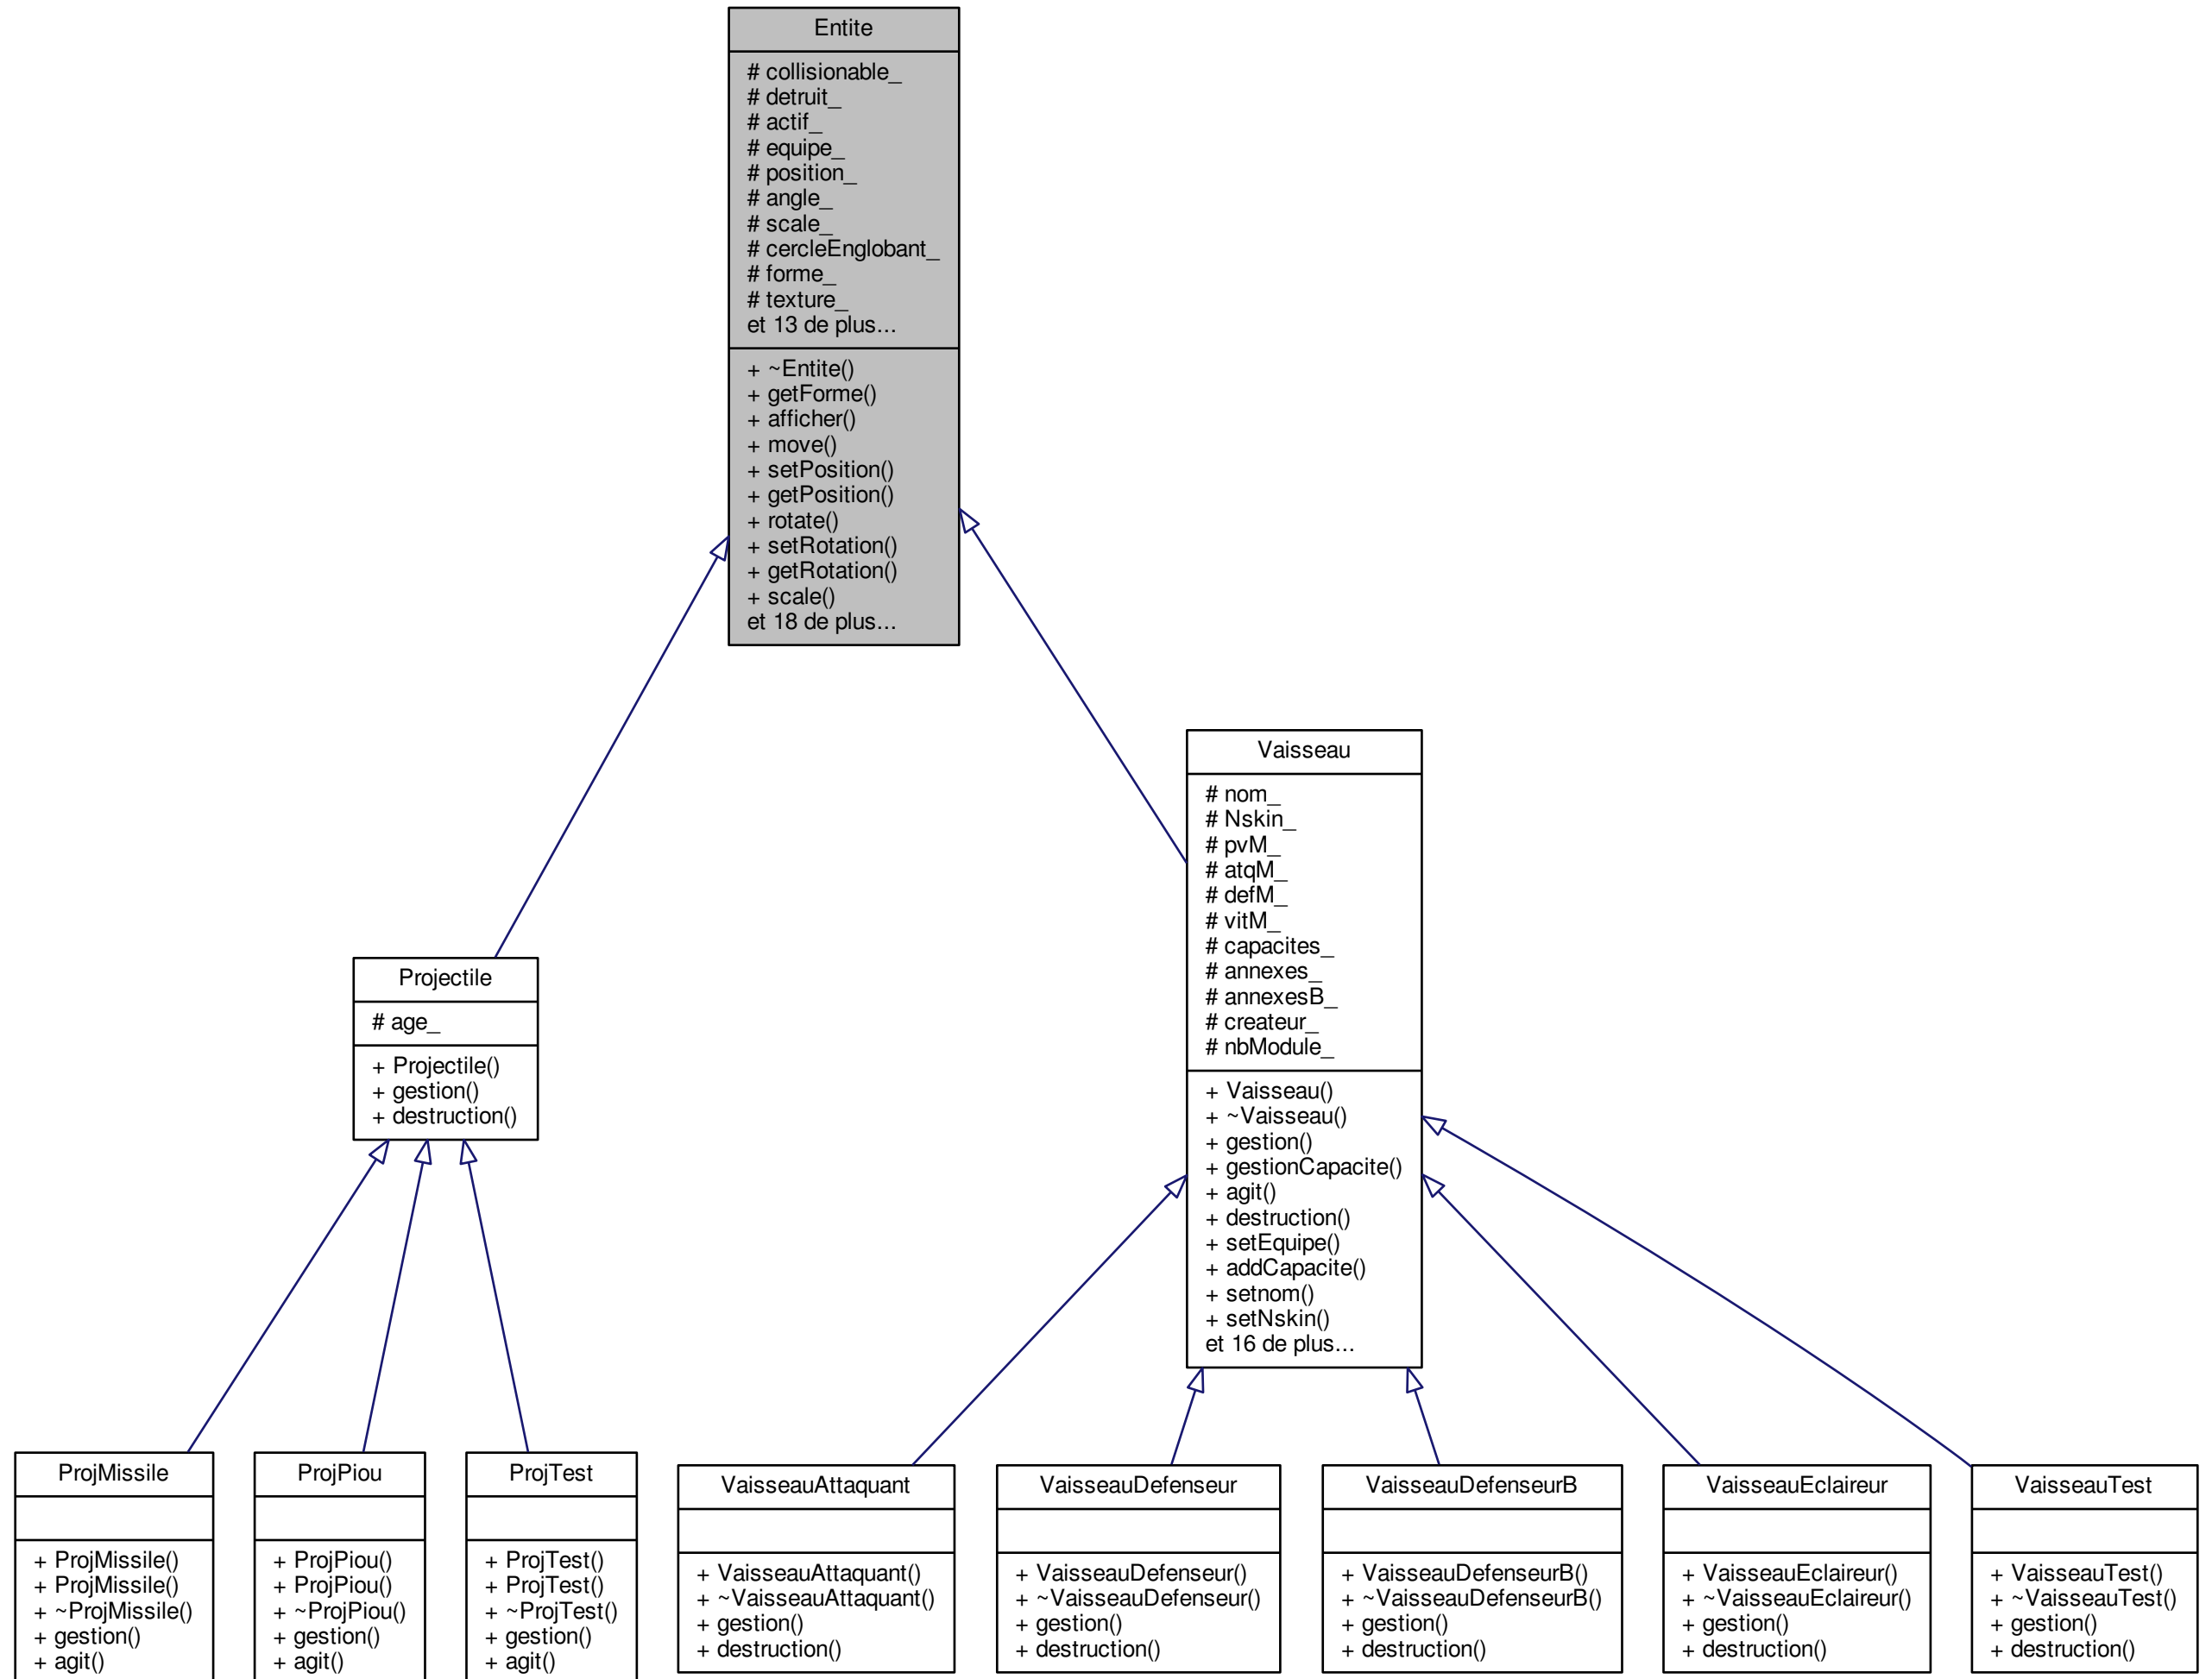 Entite
# collisionable_
# detruit_
# actif_
# equipe_
# position_
# angle_
# scale_
# cercleEnglobant_
# forme_
# texture_
et 13 de plus...
+ ~Entite()
+ getForme()
+ afficher()
+ move()
+ setPosition()
+ getPosition()
+ rotate()
+ setRotation()
+ getRotation()
+ scale()
et 18 de plus...
Vaisseau
# nom_
# Nskin_
# pvM_
# atqM_
# defM_
# vitM_
# capacites_
# annexes_
# annexesB_
# createur_
# nbModule_
+ Vaisseau()
+ ~Vaisseau()
+ gestion()
+ gestionCapacite()
+ agit()
+ destruction()
+ setEquipe()
+ addCapacite()
+ setnom()
+ setNskin()
et 16 de plus...
Projectile
# age_
+ Projectile()
+ gestion()
+ destruction()
ProjMissile
+ ProjMissile()
+ ProjMissile()
+ ~ProjMissile()
+ gestion()
+ agit()
ProjPiou
+ ProjPiou()
+ ProjPiou()
+ ~ProjPiou()
+ gestion()
+ agit()
ProjTest
+ ProjTest()
+ ProjTest()
+ ~ProjTest()
+ gestion()
+ agit()
VaisseauAttaquant
+ VaisseauAttaquant()
+ ~VaisseauAttaquant()
+ gestion()
+ destruction()
VaisseauDefenseur
+ VaisseauDefenseur()
+ ~VaisseauDefenseur()
+ gestion()
+ destruction()
VaisseauDefenseurB
+ VaisseauDefenseurB()
+ ~VaisseauDefenseurB()
+ gestion()
+ destruction()
VaisseauEclaireur
+ VaisseauEclaireur()
+ ~VaisseauEclaireur()
+ gestion()
+ destruction()
VaisseauTest
+ VaisseauTest()
+ ~VaisseauTest()
+ gestion()
+ destruction()